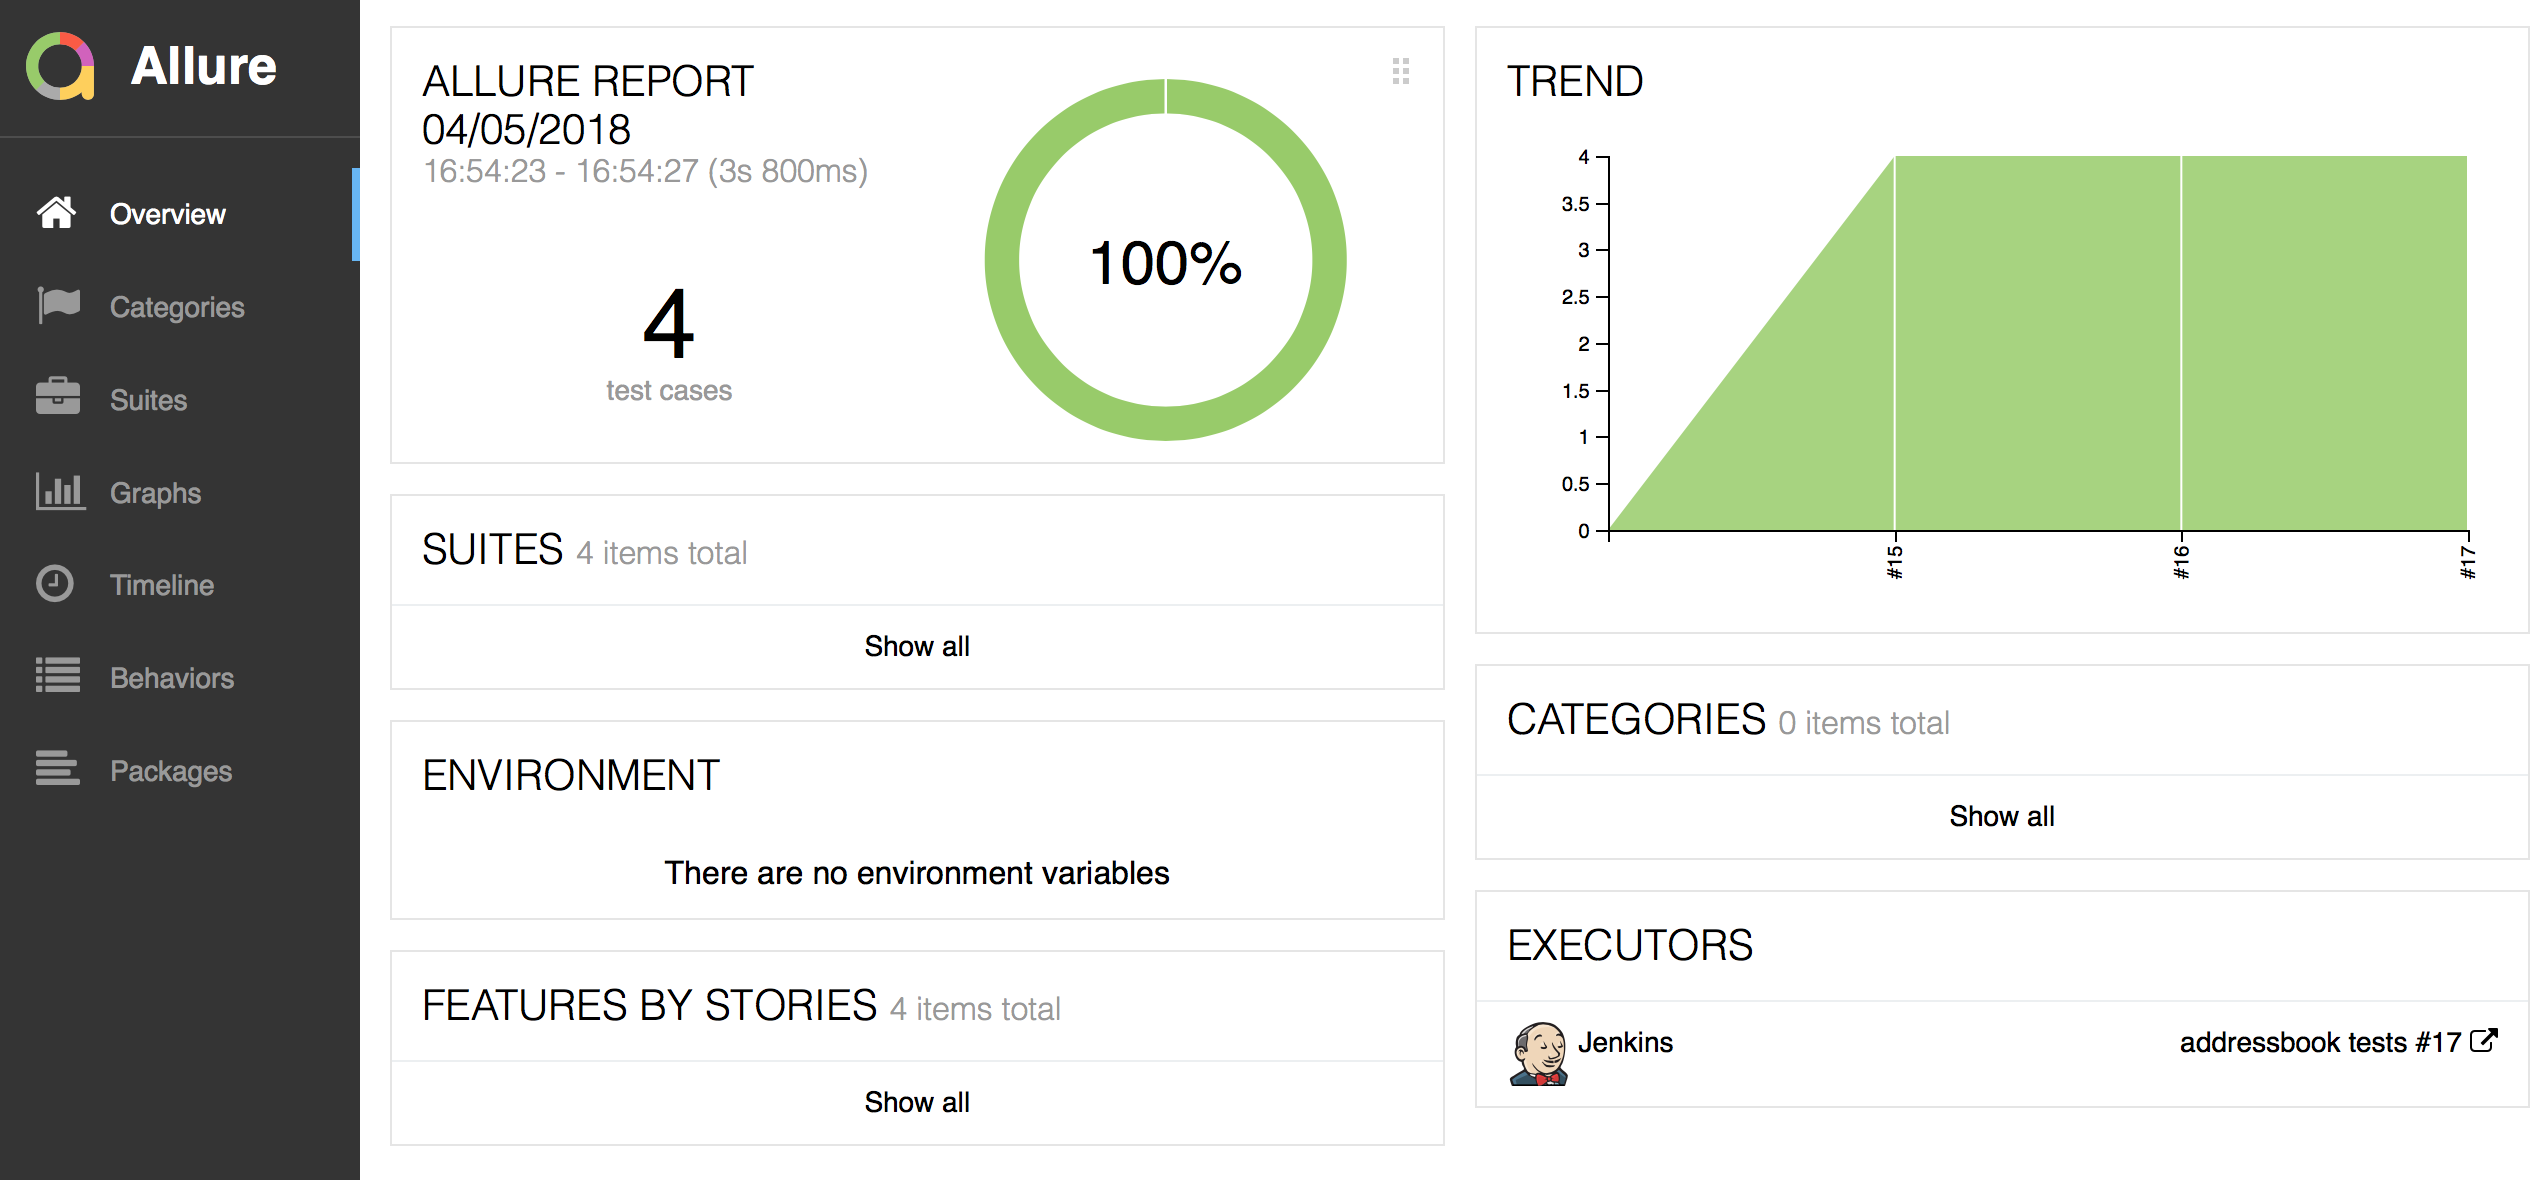 Allure
Overview
Categories
Suites
Graphs
Timeline
Behaviors
Packages
ALLURE REPORT
04/05/2018
16:54:23 - 16:54:27 (3s 800ms)
4
test cases
100%
SUITES 4 items total
Show all
ENVIRONMENT
There are no environment variables
FEATURES BY STORIES 4 items total
Show all
TREND
4
3.5
3
2.5
2
1.5
1
0.5
0
#15
#16
#17
CATEGORIES 0 items total
Show all
EXECUTORS
Jenkins
addressbook tests #17